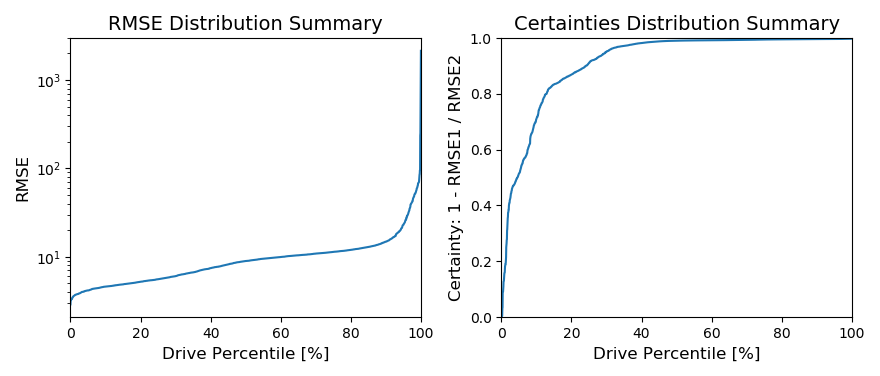 RMSE Distribution Summary
10³
10²
10¹
RMSE
0 20 40 60 80 100
Drive Percentile [%]
Certainties Distribution Summary
1.0
0.8
0.6
0.4
0.2
0.0
Certainty: 1 - RMSE1 / RMSE2
0 20 40 60 80 100
Drive Percentile [%]